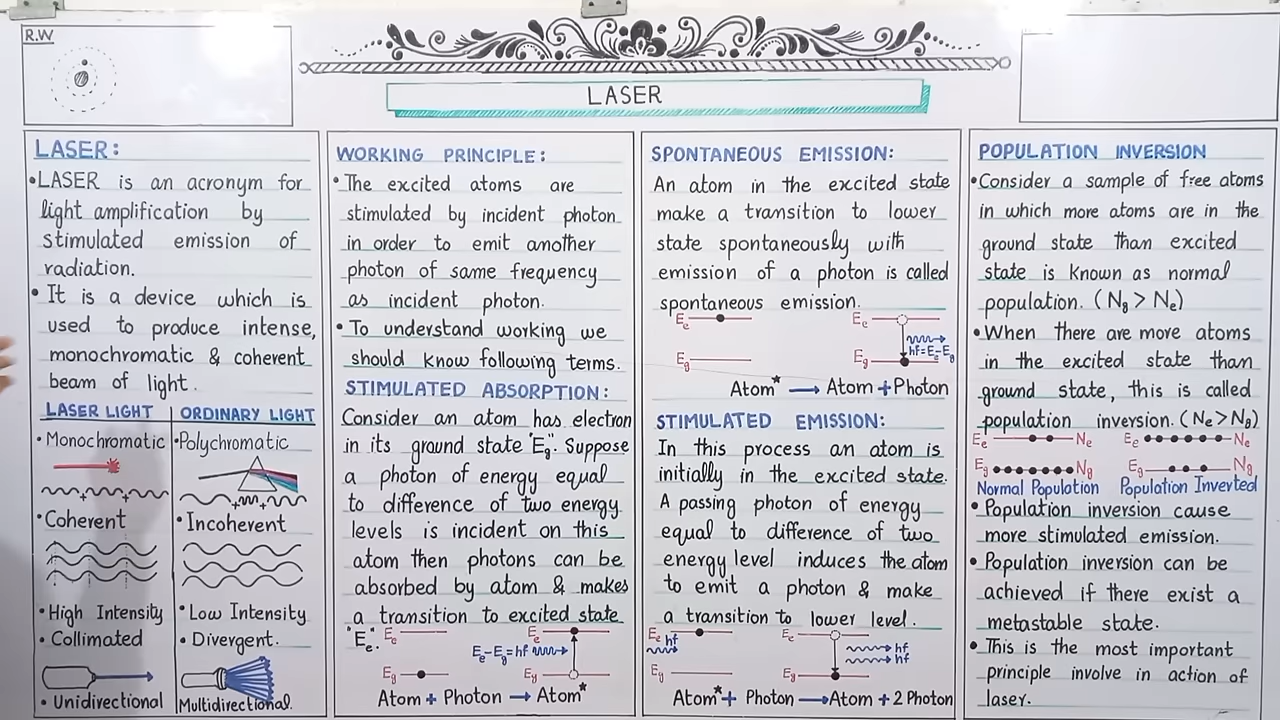 R.W
LASER
LASER:
•LASER is an acronym for
light amplification by
stimulated emission of
radiation.
• It is a device which is
used to produce intense,
monochromatic & coherent
beam of light.
LASER LIGHT
• Monochromatic
• Coherent
• High Intensity
• Collimated
• Unidirectional
ORDINARY LIGHT
•Polychromatic
• Incoherent
• Low Intensity
• Divergent.
Multidirectional.
WORKING PRINCIPLE:
• The excited atoms are
stimulated by incident photon
in order to emit another
photon of same frequency
as incident photon.
• To understand working we
should know following terms.
STIMULATED ABSORPTION:
Consider an atom has electron
in its ground state "Eg". Suppose
a photon of energy equal
to difference of two energy
levels is incident on this
atom then photons can be
absorbed by atom & makes
a transition to excited state
"Ee".
Ee
Eg
Ee
Ee-Eg=hf
Eg
Atom + Photon → Atom*
SPONTANEOUS EMISSION:
An atom in the excited state
make a transition to lower
state spontaneously with
emission of a photon is called
spontaneous emission.
Ee
Eg
Ee
hf=Ee-Eg
Eg
Atom* → Atom + Photon
STIMULATED EMISSION:
In this process an atom is
initially in the excited state.
A passing photon of energy
equal to difference of two
energy level induces the atom
to emit a photon & make
a transition to lower level.
Ee hf
Eg
Ee
hf
hf
Eg
Atom* + Photon → Atom + 2 Photon
POPULATION INVERSION
•Consider a sample of free atoms
in which more atoms are in the
ground state than excited
state is known as normal
population. (Ng > Ne)
•When there are more atoms
in the excited state than
ground state, this is called
population inversion. (Ne > Ng)
Ee Ne
Eg Ng
Normal Population
Ee Ne
Eg Ng
Population Inverted
• Population inversion cause
more stimulated emission.
• Population inversion can be
achieved if there exist a
metastable state.
• This is the most important
principle involve in action of
laser.